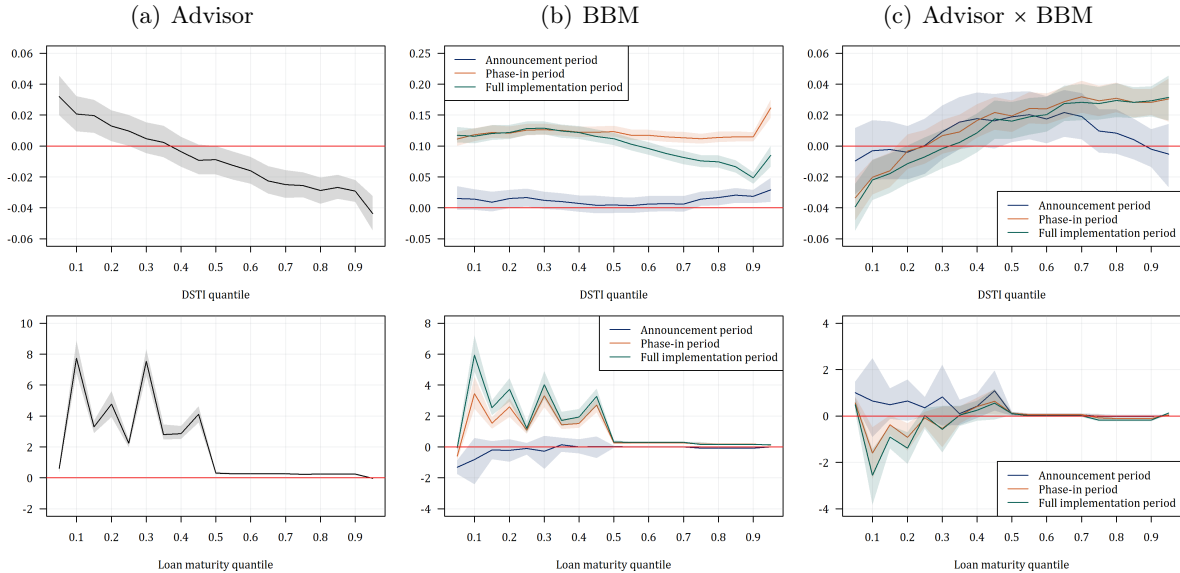 (a) Advisor
(b) BBM
(c) Advisor × BBM
0.06
0.04
0.02
0.00
-0.02
-0.04
-0.06
0.1 0.2 0.3 0.4 0.5 0.6 0.7 0.8 0.9
DSTI quantile
0.25
0.20
0.15
0.10
0.05
0.00
-0.05
Announcement period
Phase-in period
Full implementation period
0.1 0.2 0.3 0.4 0.5 0.6 0.7 0.8 0.9
DSTI quantile
0.06
0.04
0.02
0.00
-0.02
-0.04
-0.06
Announcement period
Phase-in period
Full implementation period
0.1 0.2 0.3 0.4 0.5 0.6 0.7 0.8 0.9
DSTI quantile
10
8
6
4
2
0
-2
0.1 0.2 0.3 0.4 0.5 0.6 0.7 0.8 0.9
Loan maturity quantile
8
6
4
2
0
-2
-4
Announcement period
Phase-in period
Full implementation period
0.1 0.2 0.3 0.4 0.5 0.6 0.7 0.8 0.9
Loan maturity quantile
4
2
0
-2
-4
Announcement period
Phase-in period
Full implementation period
0.1 0.2 0.3 0.4 0.5 0.6 0.7 0.8 0.9
Loan maturity quantile